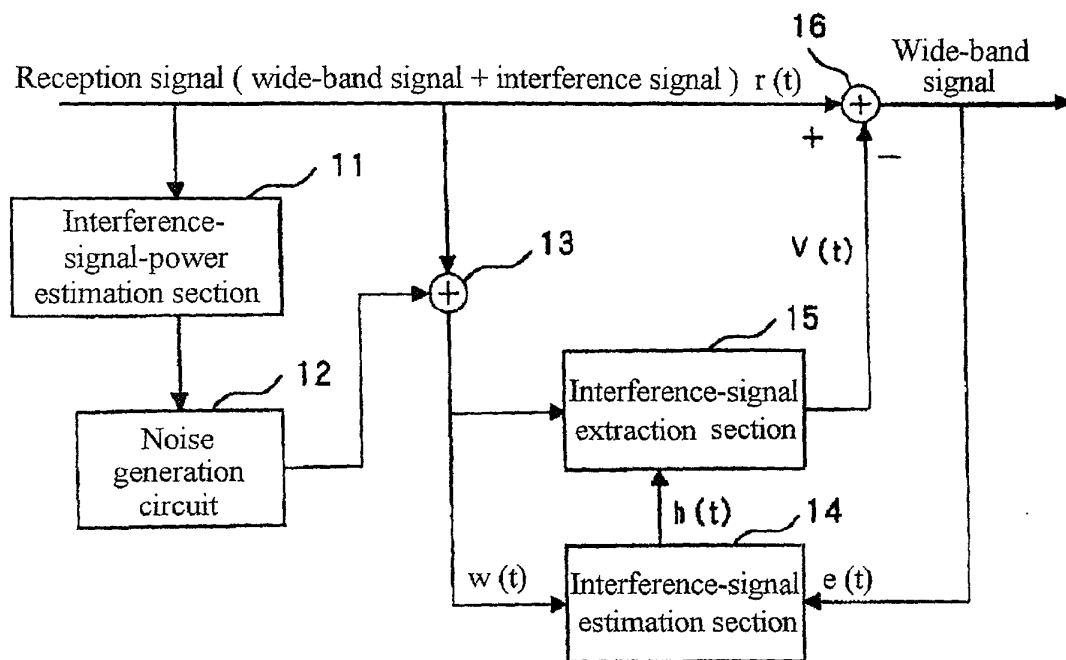 16
Wide-band
signal
Reception signal ( wide-band signal + interference signal ) r (t)
+
+
−
11
Interference-
signal-power
estimation section
13
+
V (t)
12
Noise
generation
circuit
15
Interference-signal
extraction section
h (t)
14
w (t)
Interference-signal
estimation section
e (t)